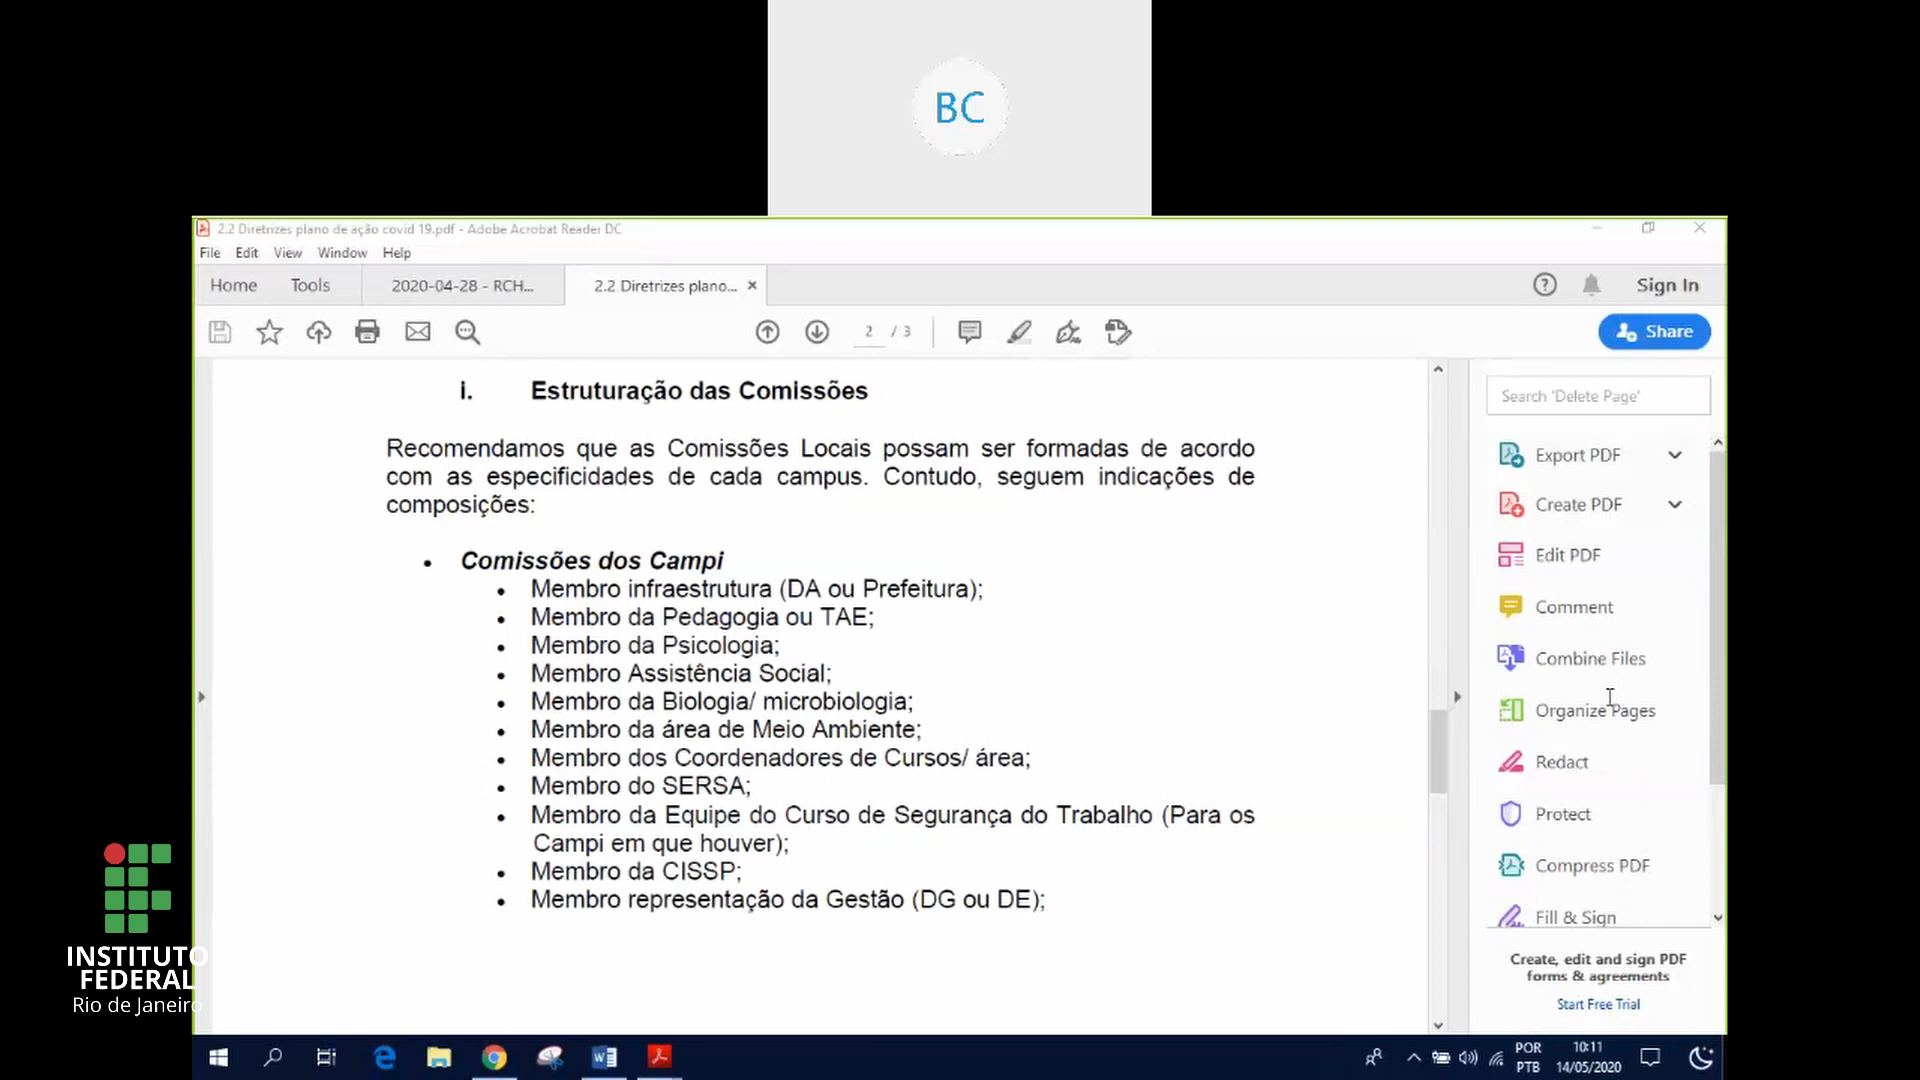 BC
2.2 Diretrizes plano de ação covid 19.pdf - Adobe Acrobat Reader DC
File Edit View Window Help
Home Tools 2020-04-28 - RCH... 2.2 Diretrizes plano... Sign In
2 / 3 Share
i. Estruturação das Comissões
Recomendamos que as Comissões Locais possam ser formadas de acordo
com as especificidades de cada campus. Contudo, seguem indicações de
composições:
• Comissões dos Campi
• Membro infraestrutura (DA ou Prefeitura);
• Membro da Pedagogia ou TAE;
• Membro da Psicologia;
• Membro Assistência Social;
• Membro da Biologia/ microbiologia;
• Membro da área de Meio Ambiente;
• Membro dos Coordenadores de Cursos/ área;
• Membro do SERSA;
• Membro da Equipe do Curso de Segurança do Trabalho (Para os
Campi em que houver);
• Membro da CISSP;
• Membro representação da Gestão (DG ou DE);
Search 'Delete Page'
Export PDF
Create PDF
Edit PDF
Comment
Combine Files
Organize Pages
Redact
Protect
Compress PDF
Fill & Sign
Create, edit and sign PDF
forms & agreements
Start Free Trial
INSTITUTO
FEDERAL
Rio de Janeiro
POR
PTB
10:11
14/05/2020